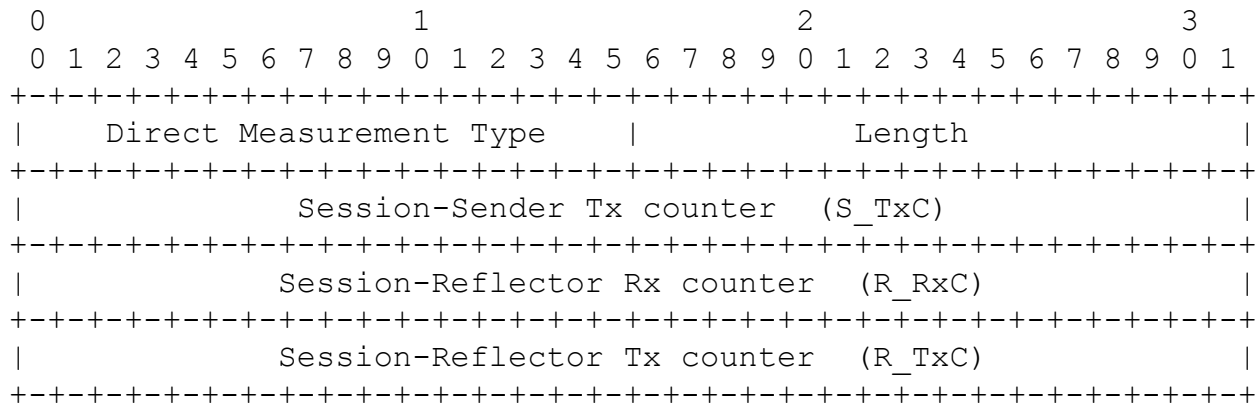 0                   1                   2                   3
 0 1 2 3 4 5 6 7 8 9 0 1 2 3 4 5 6 7 8 9 0 1 2 3 4 5 6 7 8 9 0 1
+-+-+-+-+-+-+-+-+-+-+-+-+-+-+-+-+-+-+-+-+-+-+-+-+-+-+-+-+-+-+-+-+
|    Direct Measurement Type    |           Length              |
+-+-+-+-+-+-+-+-+-+-+-+-+-+-+-+-+-+-+-+-+-+-+-+-+-+-+-+-+-+-+-+-+
|              Session-Sender Tx counter  (S_TxC)               |
+-+-+-+-+-+-+-+-+-+-+-+-+-+-+-+-+-+-+-+-+-+-+-+-+-+-+-+-+-+-+-+-+
|             Session-Reflector Rx counter  (R_RxC)             |
+-+-+-+-+-+-+-+-+-+-+-+-+-+-+-+-+-+-+-+-+-+-+-+-+-+-+-+-+-+-+-+-+
|             Session-Reflector Tx counter  (R_TxC)             |
+-+-+-+-+-+-+-+-+-+-+-+-+-+-+-+-+-+-+-+-+-+-+-+-+-+-+-+-+-+-+-+-+